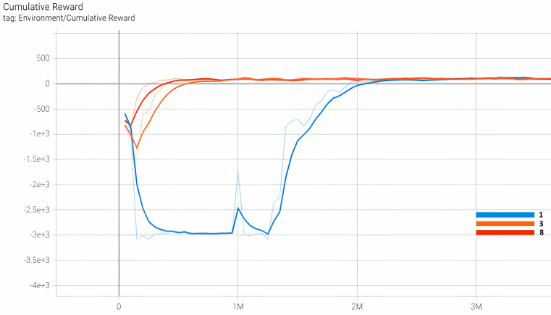 Cumulative Reward
tag: Environment/Cumulative Reward
500
0
-500
-1e+3
-1.5e+3
-2e+3
-2.5e+3
-3e+3
-3.5e+3
-4e+3
0 1M 2M 3M
1
3
8